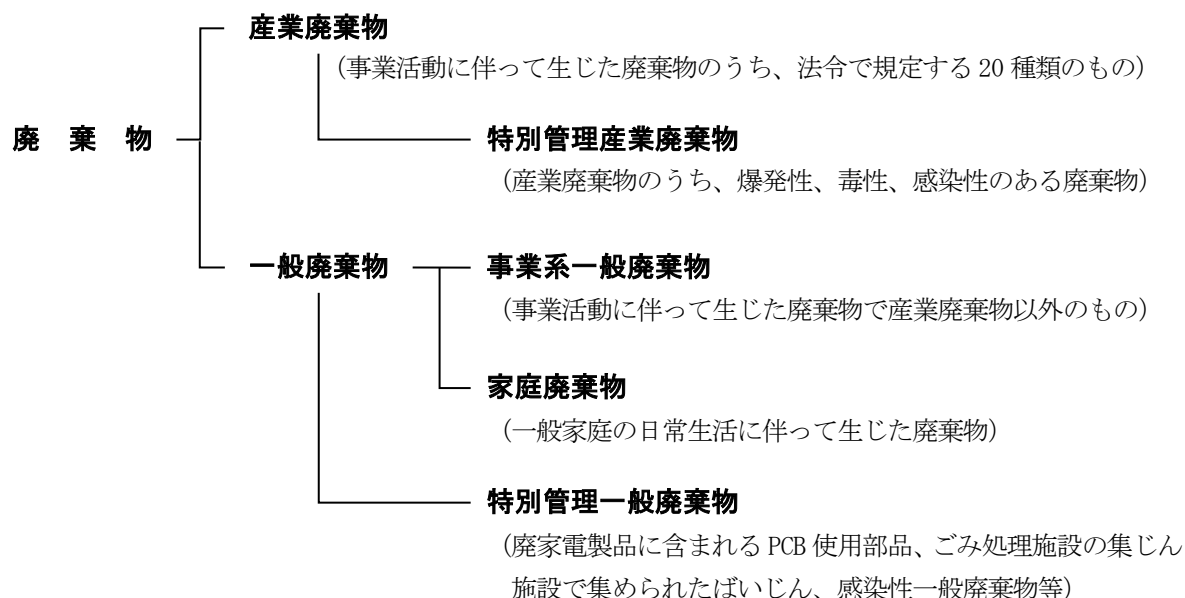 産業廃棄物
(事業活動に伴って生じた廃棄物のうち、法令で規定する 20 種類のもの)
廃 棄 物
特別管理産業廃棄物
(産業廃棄物のうち、爆発性、毒性、感染性のある廃棄物)
一般廃棄物
事業系一般廃棄物
(事業活動に伴って生じた廃棄物で産業廃棄物以外のもの)
家庭廃棄物
(一般家庭の日常生活に伴って生じた廃棄物)
特別管理一般廃棄物
(廃家電製品に含まれる PCB 使用部品、ごみ処理施設の集じん
施設で集められたばいじん、感染性一般廃棄物等)